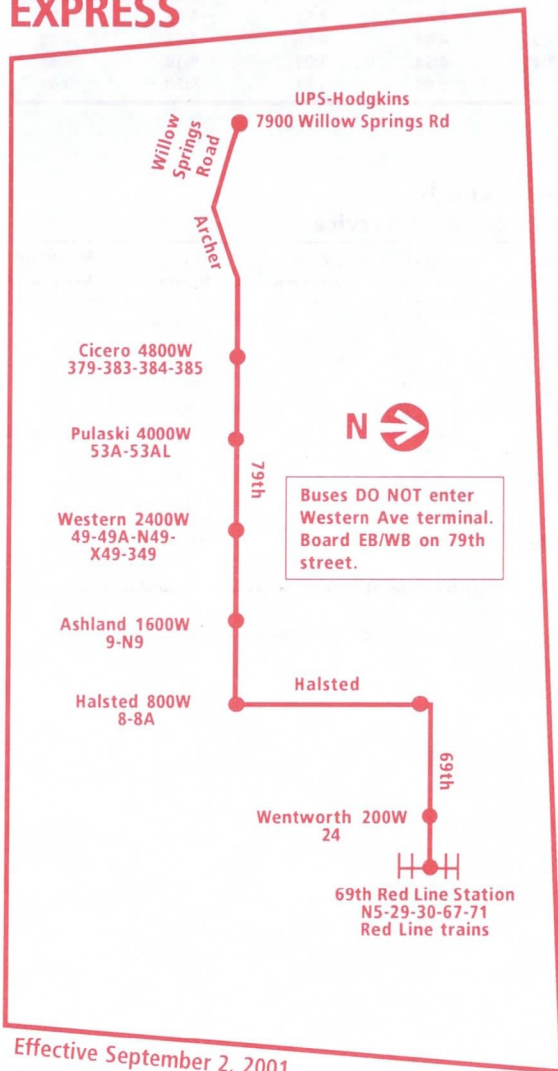 EXPRESS
UPS-Hodgkins
7900 Willow Springs Rd
Willow
Springs
Road
Archer
Cicero 4800W
379-383-384-385
Pulaski 4000W
53A-53AL
79th
N
Western 2400W
49-49A-N49-
X49-349
Buses DO NOT enter
Western Ave terminal.
Board EB/WB on 79th
street.
Ashland 1600W
9-N9
Halsted 800W
8-8A
Halsted
69th
Wentworth 200W
24
69th Red Line Station
N5-29-30-67-71
Red Line trains
Effective September 2, 2001